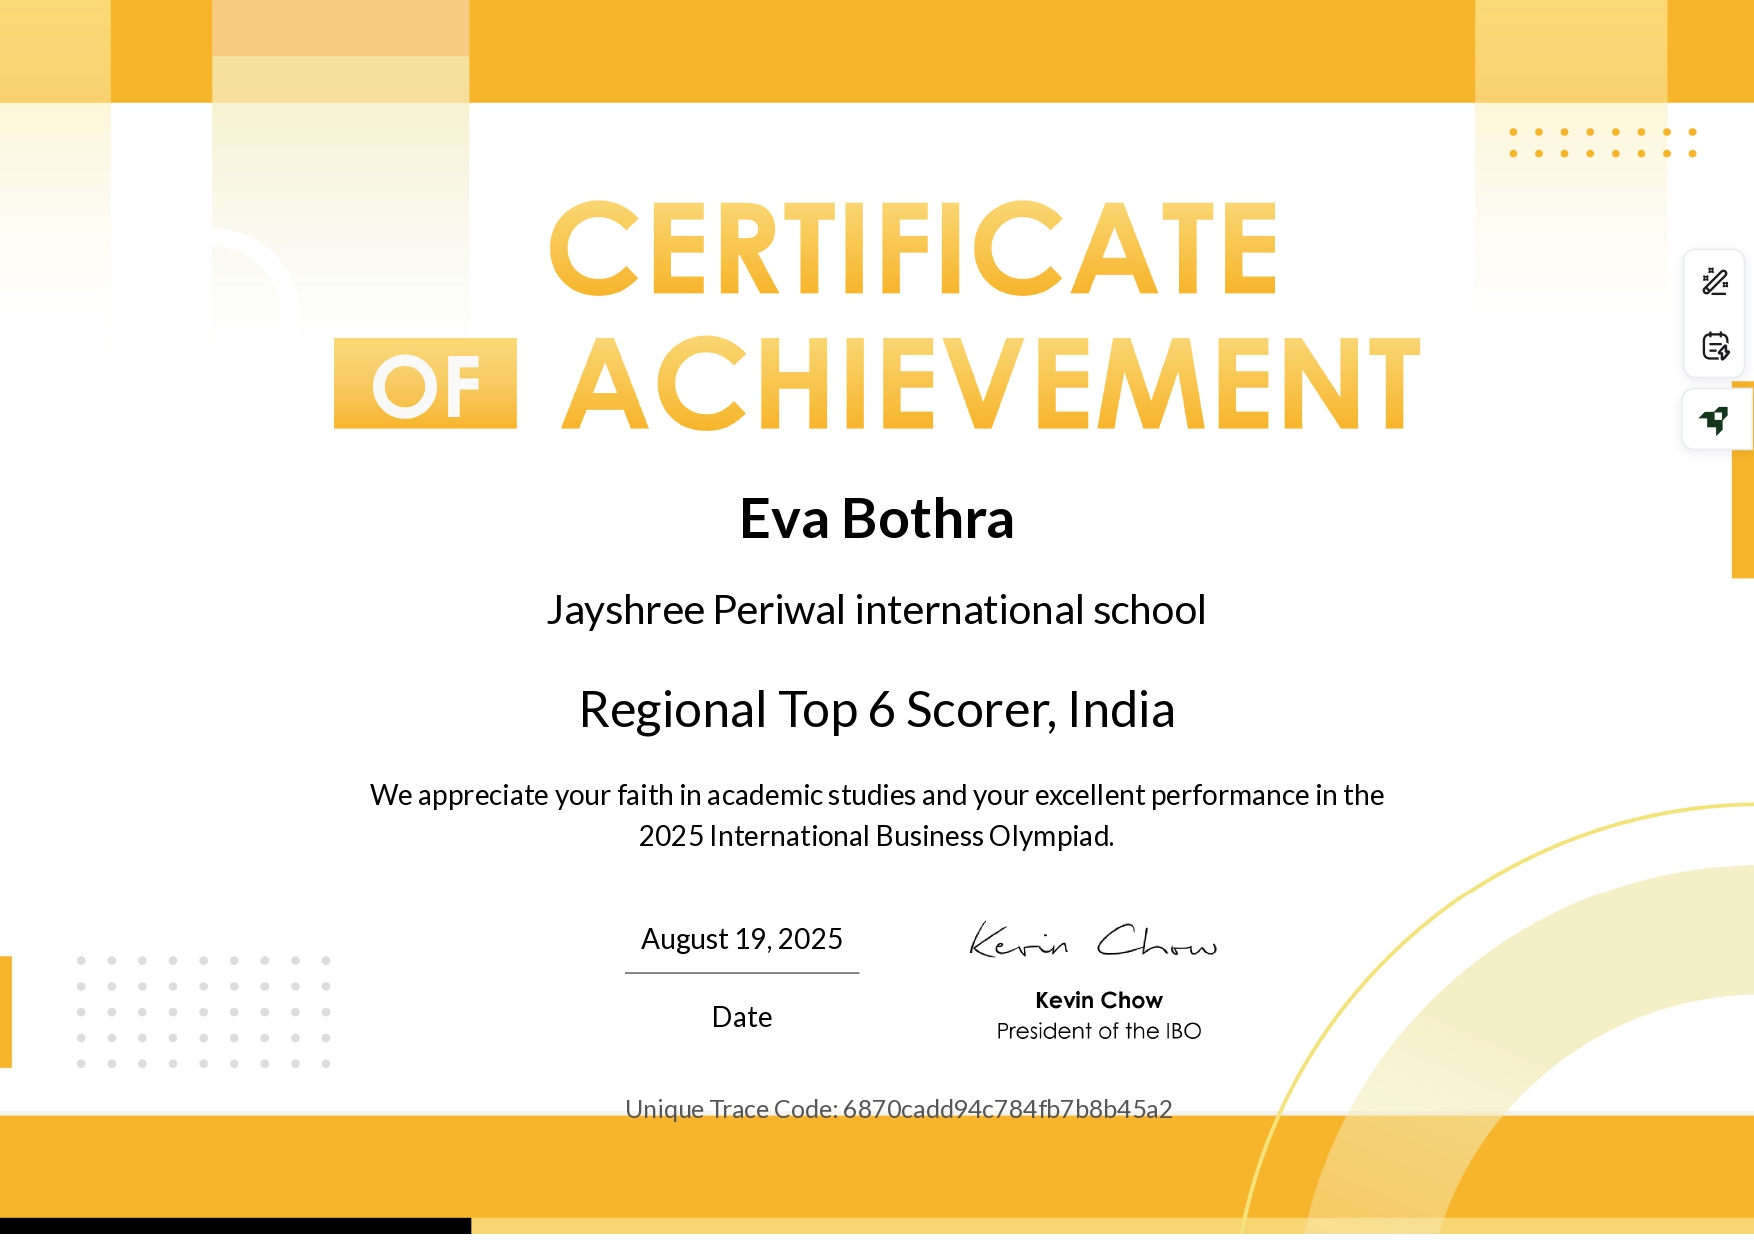 CERTIFICATE
OF ACHIEVEMENT
Eva Bothra
Jayshree Periwal international school
Regional Top 6 Scorer, India
We appreciate your faith in academic studies and your excellent performance in the
2025 International Business Olympiad.
August 19, 2025
Date
Kevin Chow
Kevin Chow
President of the IBO
Unique Trace Code: 6870cadd94c784fb7b8b45a2